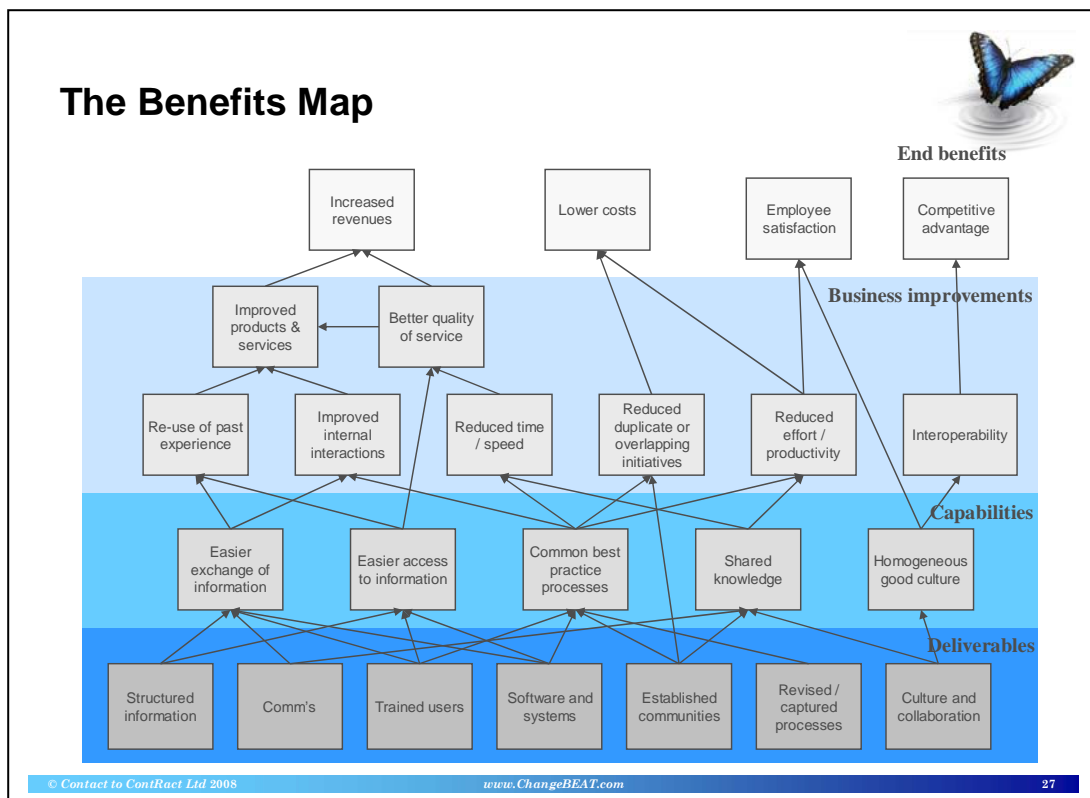 The Benefits Map
End benefits
Increased
revenues
Lower costs
Employee
satisfaction
Competitive
advantage
Business improvements
Improved
products &
services
Better quality
of service
Re-use of past
experience
Improved
internal
interactions
Reduced time
/ speed
Reduced
duplicate or
overlapping
initiatives
Reduced
effort /
productivity
Interoperability
Capabilities
Easier
exchange of
information
Easier access
to information
Common best
practice
processes
Shared
knowledge
Homogeneous
good culture
Deliverables
Structured
information
Comm's
Trained users
Software and
systems
Established
communities
Revised /
captured
processes
Culture and
collaboration
© Contact to ContRact Ltd 2008
www.ChangeBEAT.com
27